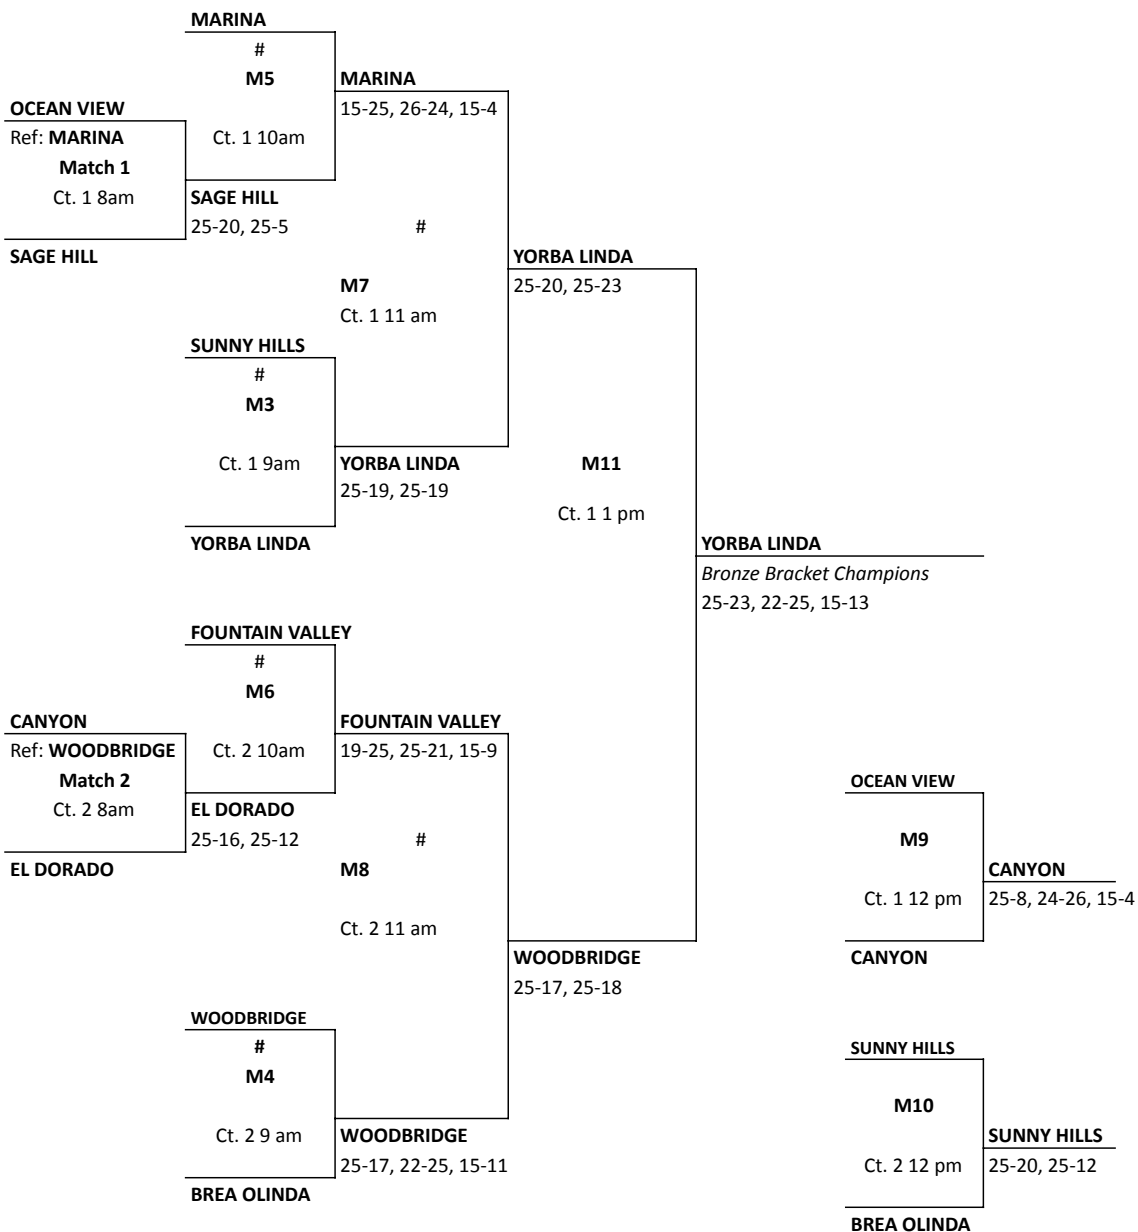 MARINA
#
M5
MARINA
OCEAN VIEW
15-25, 26-24, 15-4
Ref: MARINA
Ct. 1 10am
Match 1
Ct. 1 8am
SAGE HILL
25-20, 25-5
#
SAGE HILL
YORBA LINDA
M7
25-20, 25-23
Ct. 1 11 am
SUNNY HILLS
#
M3
Ct. 1 9am
YORBA LINDA
M11
25-19, 25-19
Ct. 1 1 pm
YORBA LINDA
YORBA LINDA
Bronze Bracket Champions
25-23, 22-25, 15-13
FOUNTAIN VALLEY
#
M6
CANYON
FOUNTAIN VALLEY
Ref: WOODBRIDGE
Ct. 2 10am
19-25, 25-21, 15-9
Match 2
OCEAN VIEW
Ct. 2 8am
EL DORADO
25-16, 25-12
#
M9
EL DORADO
M8
CANYON
Ct. 1 12 pm
25-8, 24-26, 15-4
Ct. 2 11 am
WOODBRIDGE
CANYON
25-17, 25-18
WOODBRIDGE
#
SUNNY HILLS
M4
M10
Ct. 2 9 am
WOODBRIDGE
SUNNY HILLS
25-17, 22-25, 15-11
Ct. 2 12 pm
25-20, 25-12
BREA OLINDA
BREA OLINDA